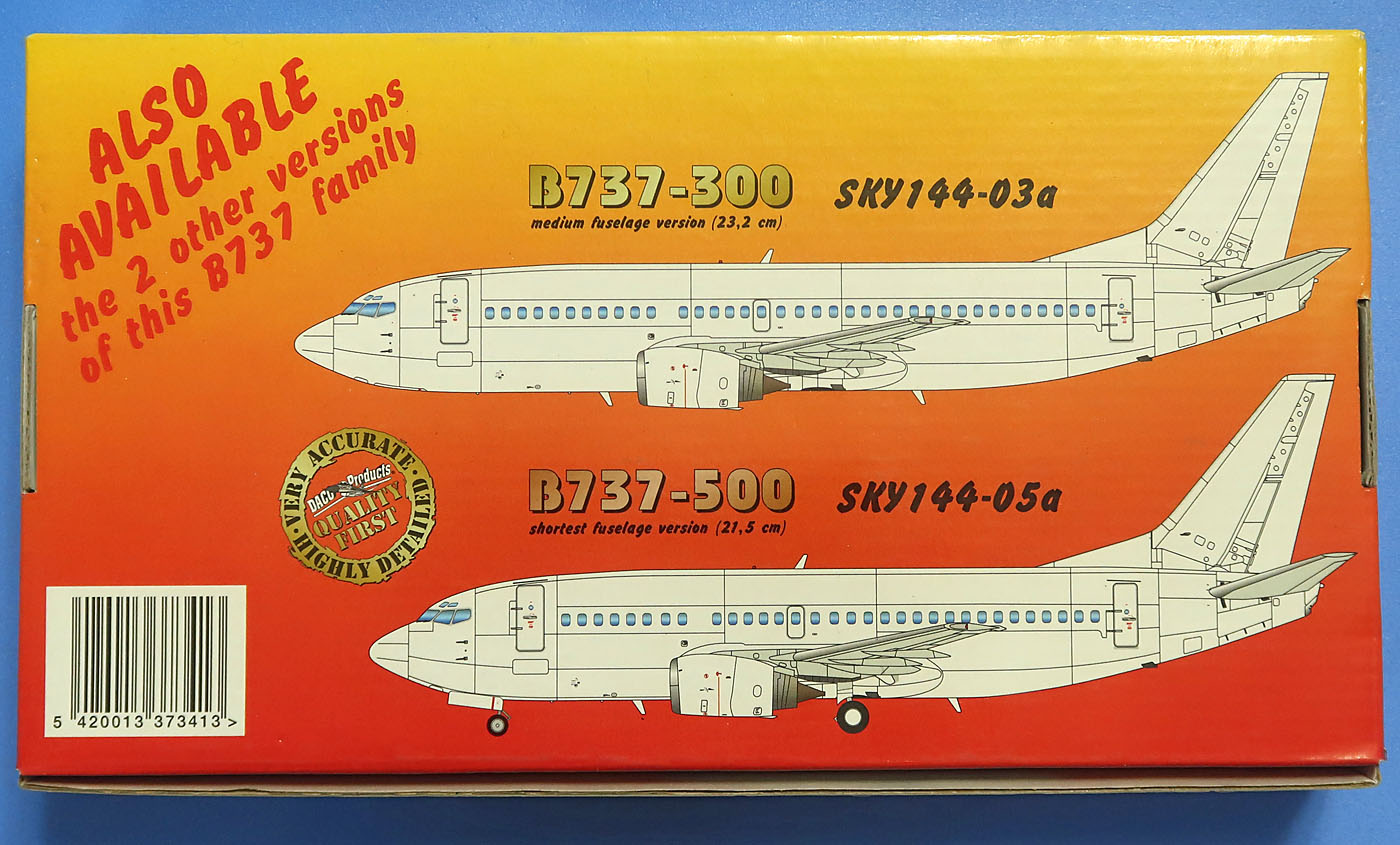 ALSO
AVAILABLE
the 2 other versions
of this B737 family
B737-300 SKY144-03a
medium fuselage version (23,2 cm)
B737-500 SKY144-05a
shortest fuselage version (21,5 cm)
VERY ACCURATE · HIGHLY DETAILED ·
DACO Products
QUALITY
FIRST
5 420013 373413 >